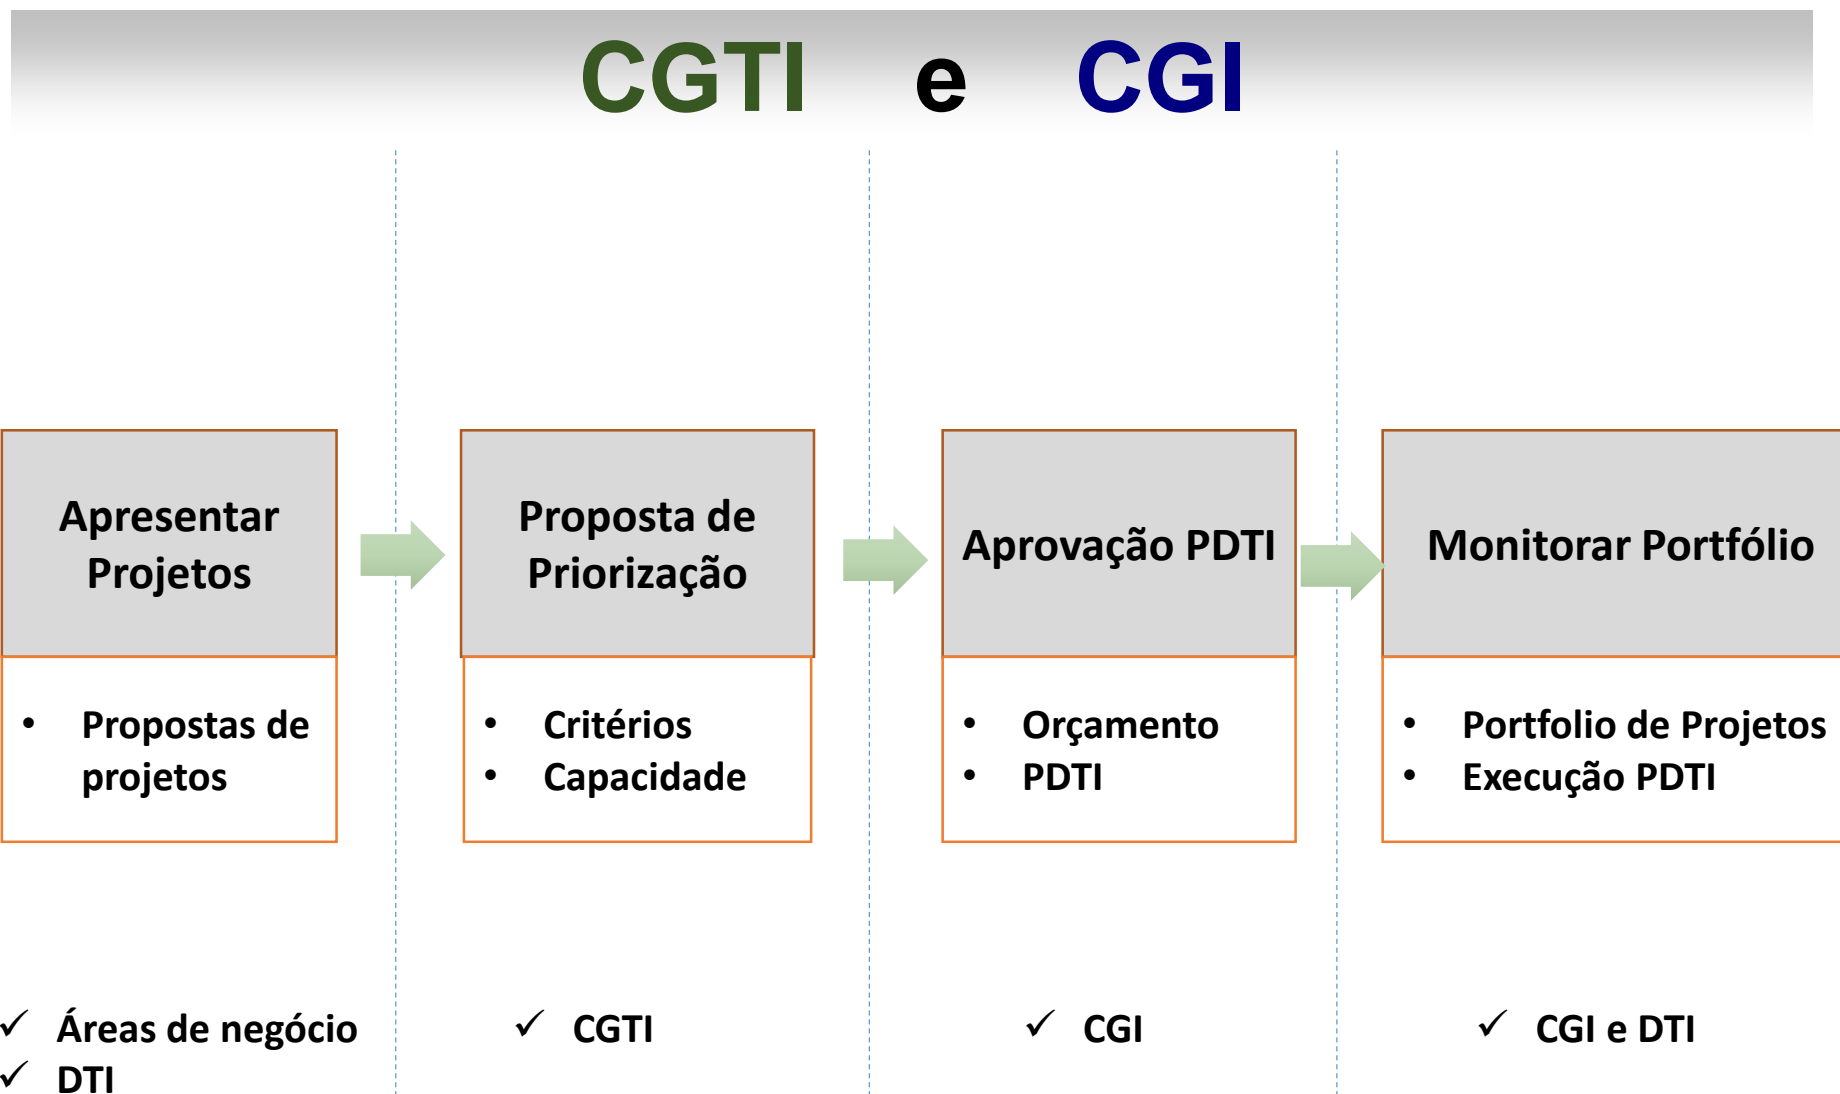 CGTI e CGI
Apresentar
Projetos
• Propostas de
projetos
✓ Áreas de negócio
✓ DTI
Proposta de
Priorização
• Critérios
• Capacidade
✓ CGTI
Aprovação PDTI
• Orçamento
• PDTI
✓ CGI
Monitorar Portfólio
• Portfolio de Projetos
• Execução PDTI
✓ CGI e DTI